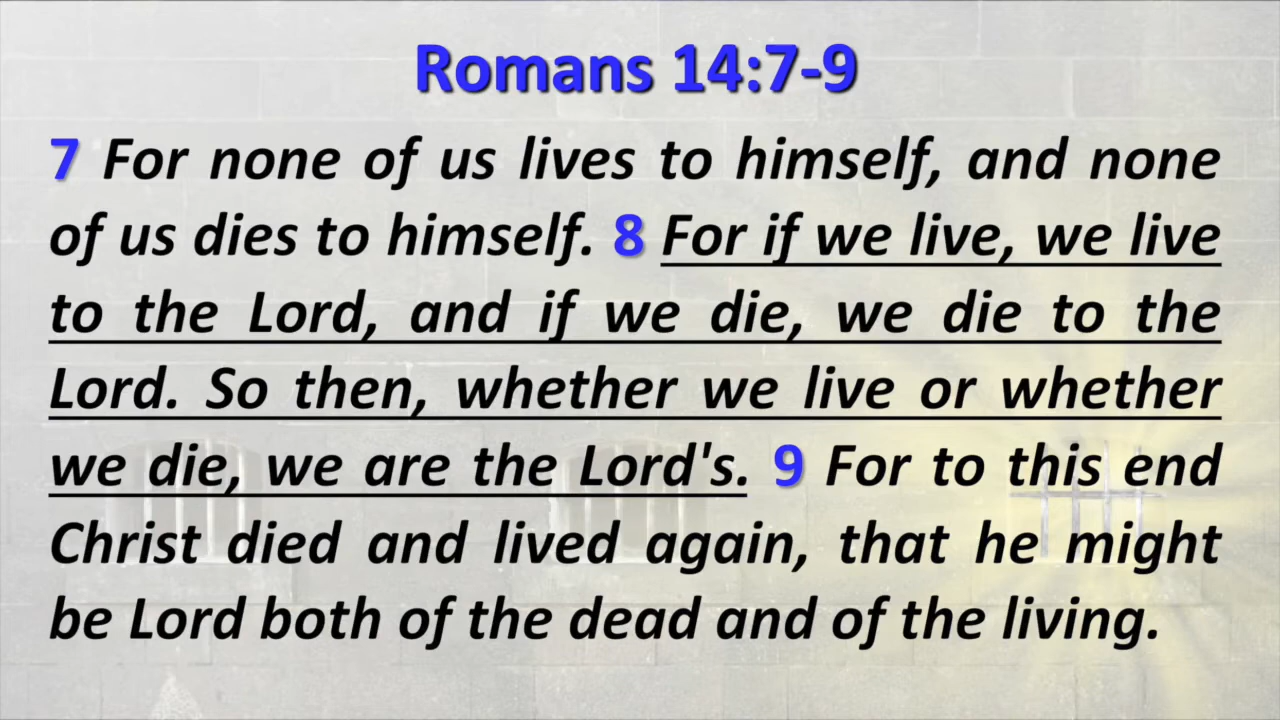 Romans 14:7-9
7 For none of us lives to himself, and none
of us dies to himself. 8 For if we live, we live
to the Lord, and if we die, we die to the
Lord. So then, whether we live or whether
we die, we are the Lord's. 9 For to this end
Christ died and lived again, that he might
be Lord both of the dead and of the living.